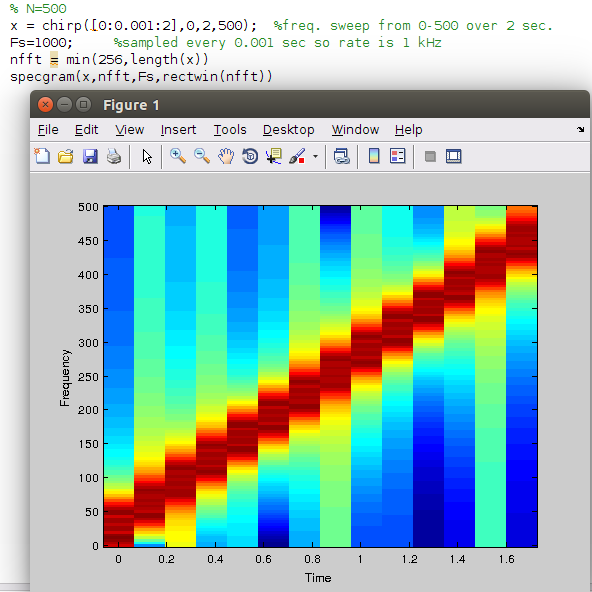 % N=500
x = chirp([0:0.001:2],0,2,500);  %freq. sweep from 0-500 over 2 sec.
Fs=1000;     %sampled every 0.001 sec so rate is 1 kHz
nfft = min(256,length(x))
specgram(x,nfft,Fs,rectwin(nfft))
Figure 1
File Edit View Insert Tools Desktop Window Help
500
450
400
350
300
250
200
150
100
50
0
Frequency
0 0.2 0.4 0.6 0.8 1 1.2 1.4 1.6
Time